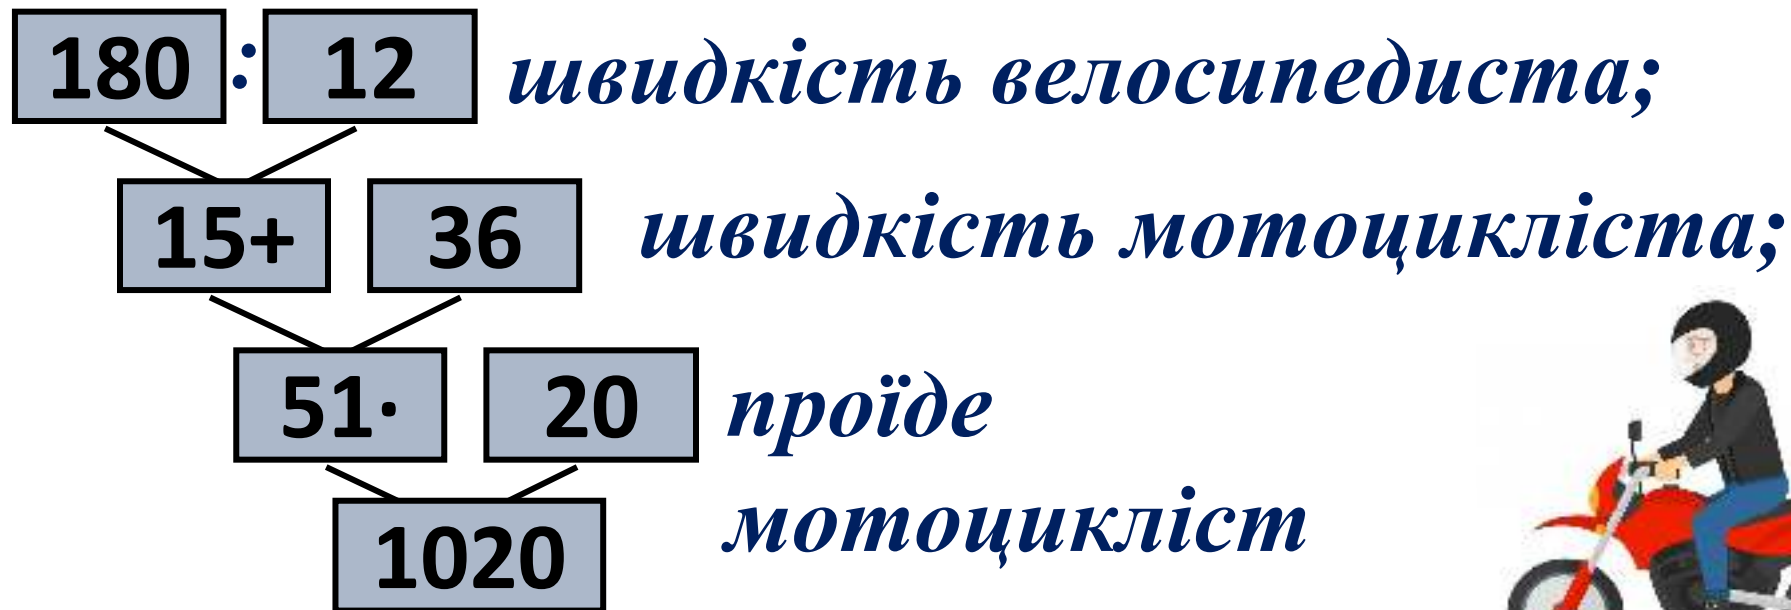 180 : 12 швидкість велосипедиста;
15+ 36 швидкість мотоцикліста;
51· 20 проїде
1020 мотоцикліст